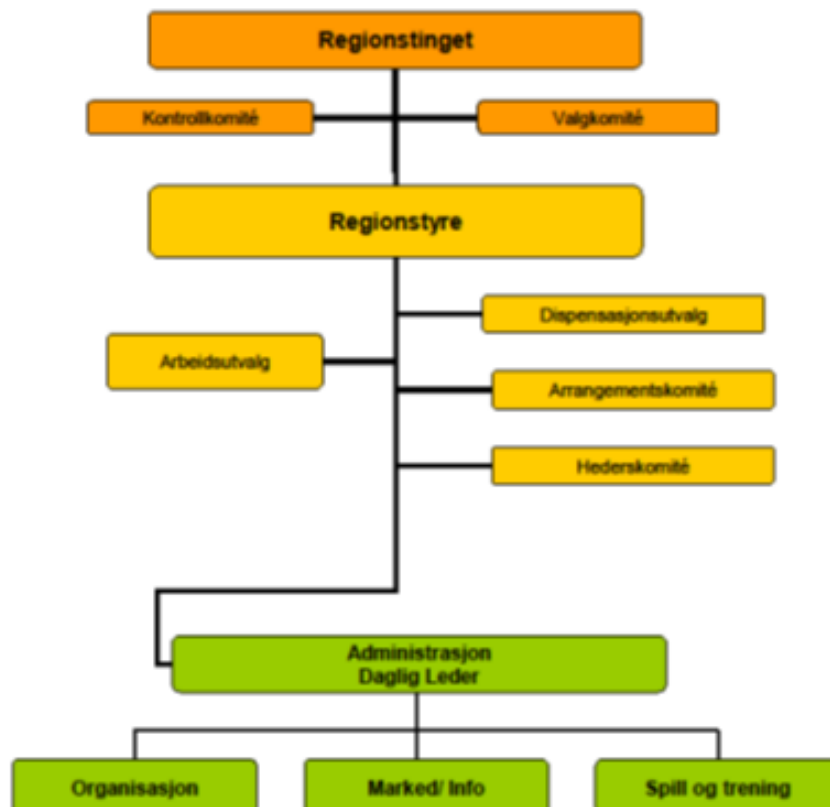 Regionstinget
Kontrollkomité
Valgkomité
Regionstyre
Dispensasjonsutvalg
Arbeidsutvalg
Arrangementskomité
Hederskomité
Administrasjon
Daglig Leder
Organisasjon
Marked/ Info
Spill og trening